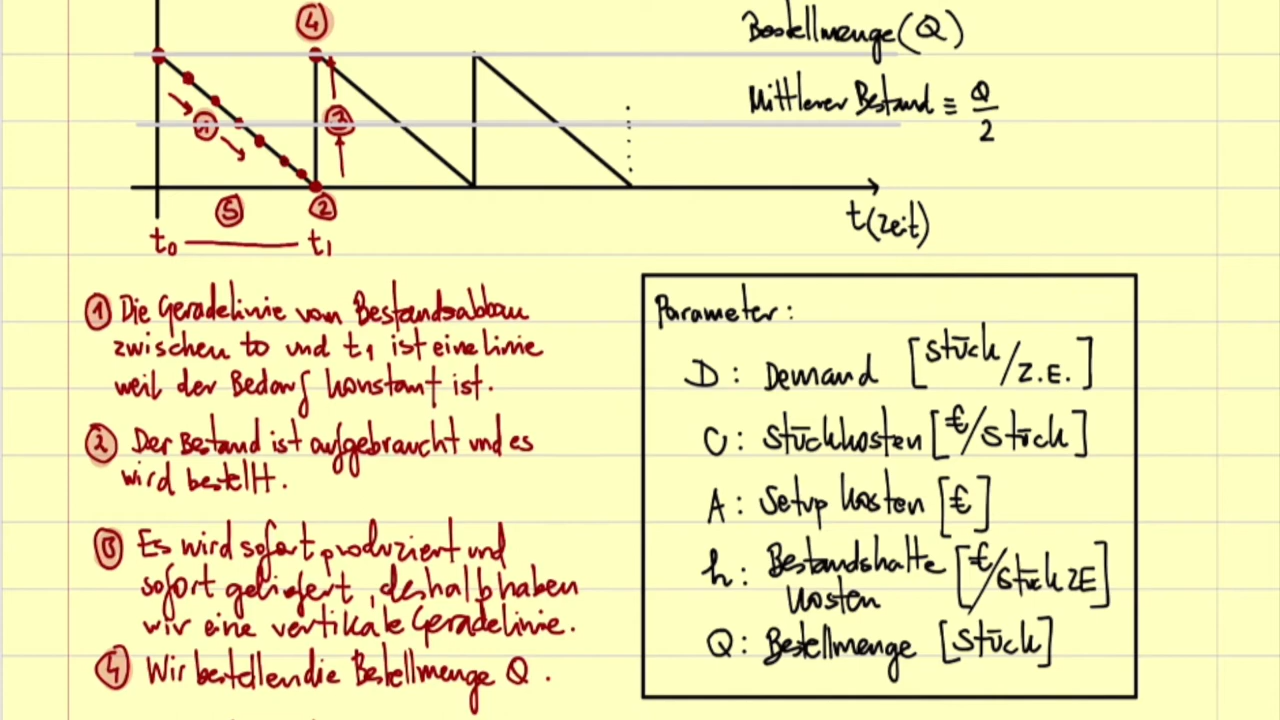 ④
Bestellmenge (Q)
Mittlerer Bestand ≡ Q/2
①
③
⑤
②
t0
t1
t(zeit)
① Die Geradelinie vom Bestandsabbau
zwischen t0 und t1 ist eine linie
weil der Bedarf konstant ist.
② Der Bestand ist aufgebraucht und es
wird bestellt.
③ Es wird sofort produziert und
sofort geliefert, deshalb haben
wir eine vertikale Geradelinie.
④ Wir bestellen die Bestellmenge Q.
Parameter:
D: Demand [stück/Z.E.]
C: Stückkosten [€/Stück]
A: Setup kosten [€]
h: Bestandshalte [€/Stück ZE]
kosten
Q: Bestellmenge [Stück]